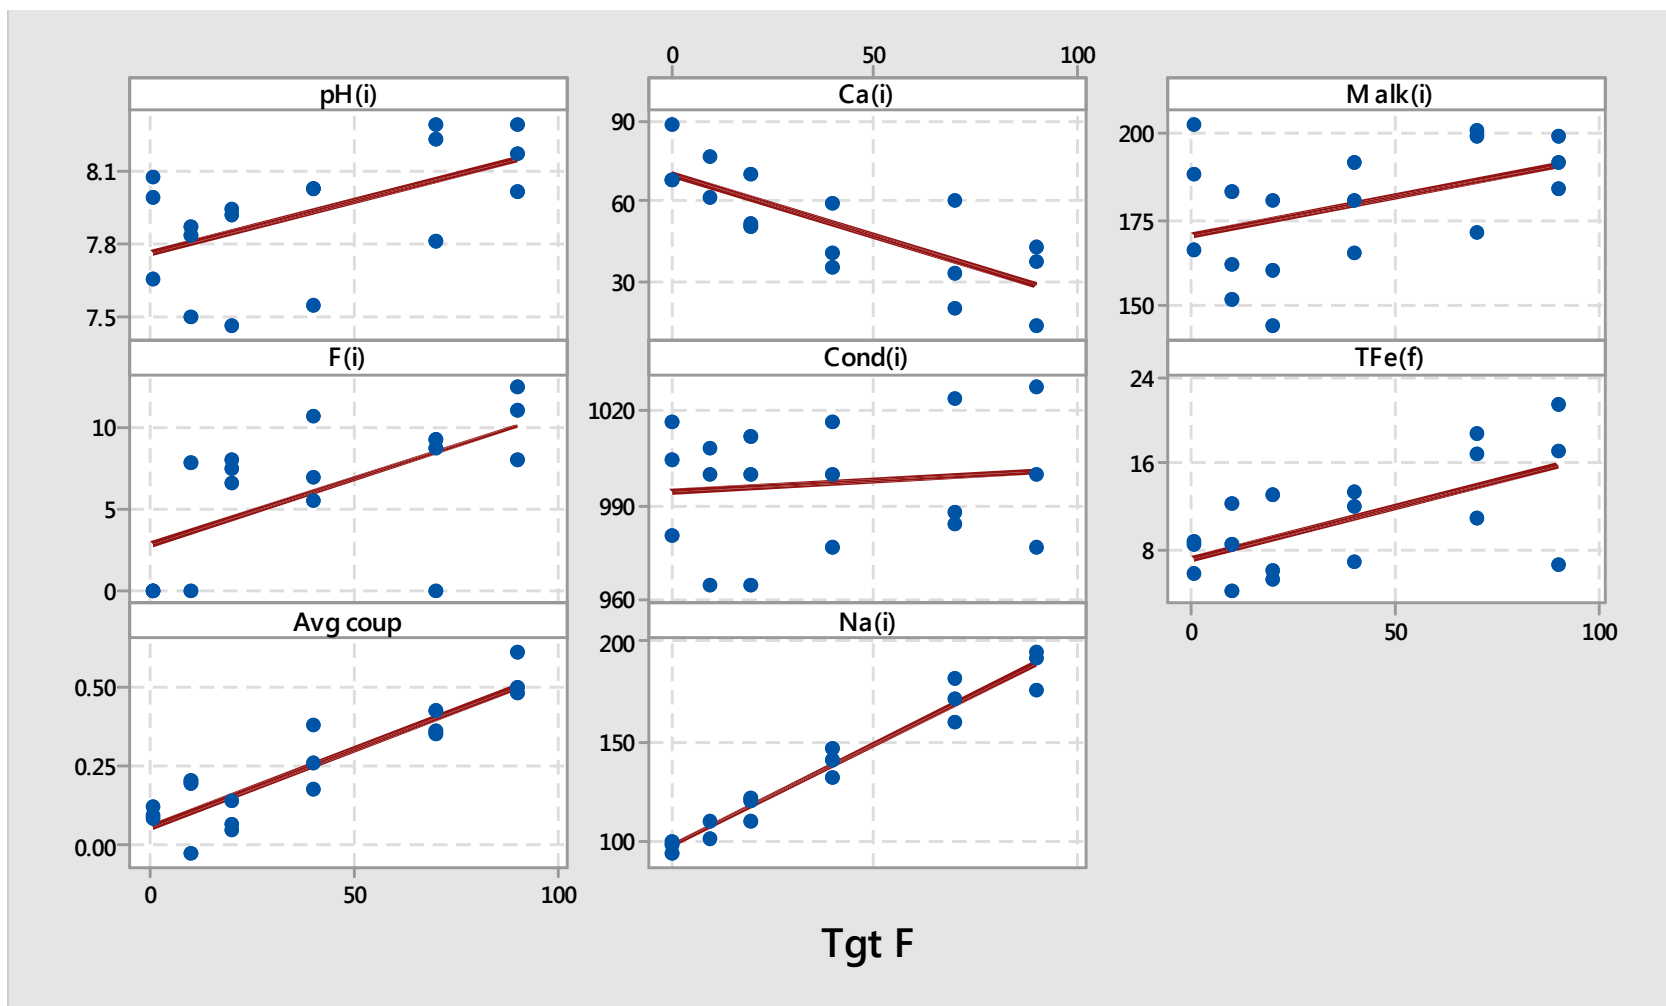 0 50 100
pH(i) Ca(i) M alk(i)
8.1 90 200
7.8 60 175
7.5 30 150
F(i) Cond(i) TFe(f)
10 1020 24
5 990 16
0 960 8
Avg coup Na(i)
0.50 200
0.25 150
0.00 100
0 50 100
0 50 100
Tgt F